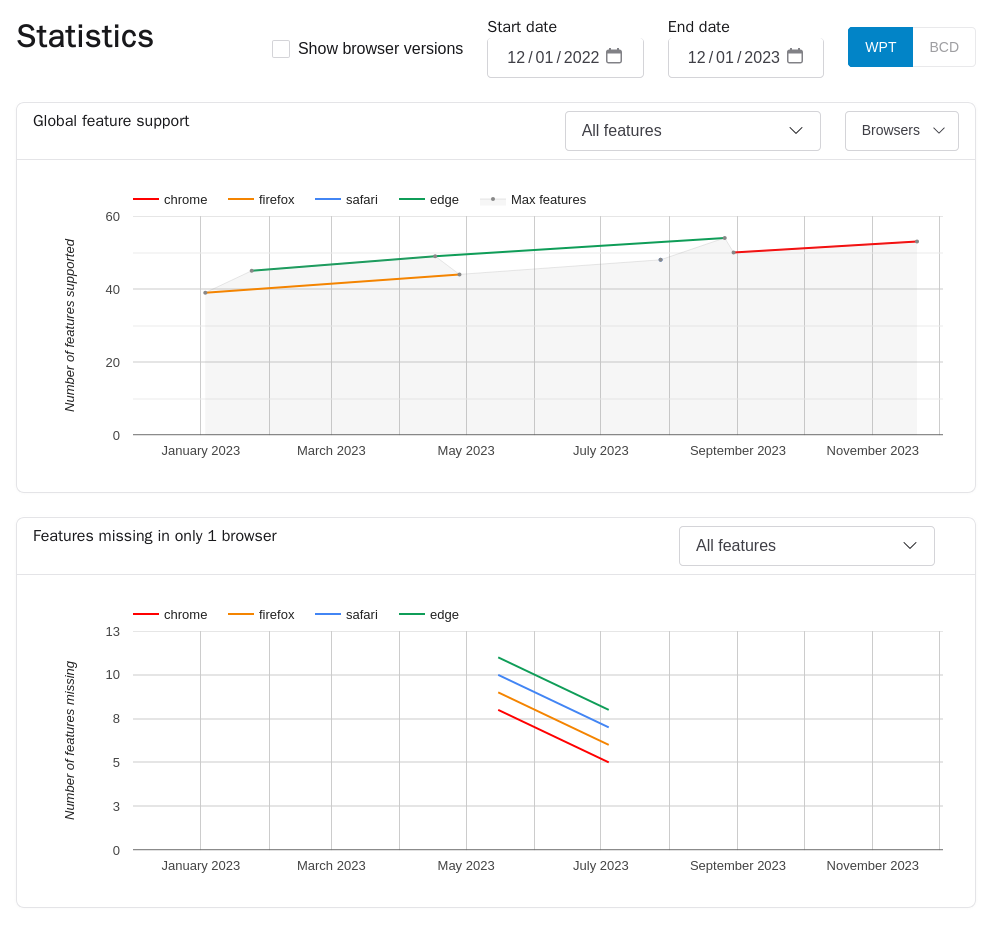 Statistics
Show browser versions
Start date
12/01/2022
End date
12/01/2023
WPT
BCD
Global feature support
All features
Browsers
chrome firefox safari edge Max features
Number of features supported
60
40
20
0
January 2023 March 2023 May 2023 July 2023 September 2023 November 2023
Features missing in only 1 browser
All features
chrome firefox safari edge
Number of features missing
13
10
8
5
3
0
January 2023 March 2023 May 2023 July 2023 September 2023 November 2023